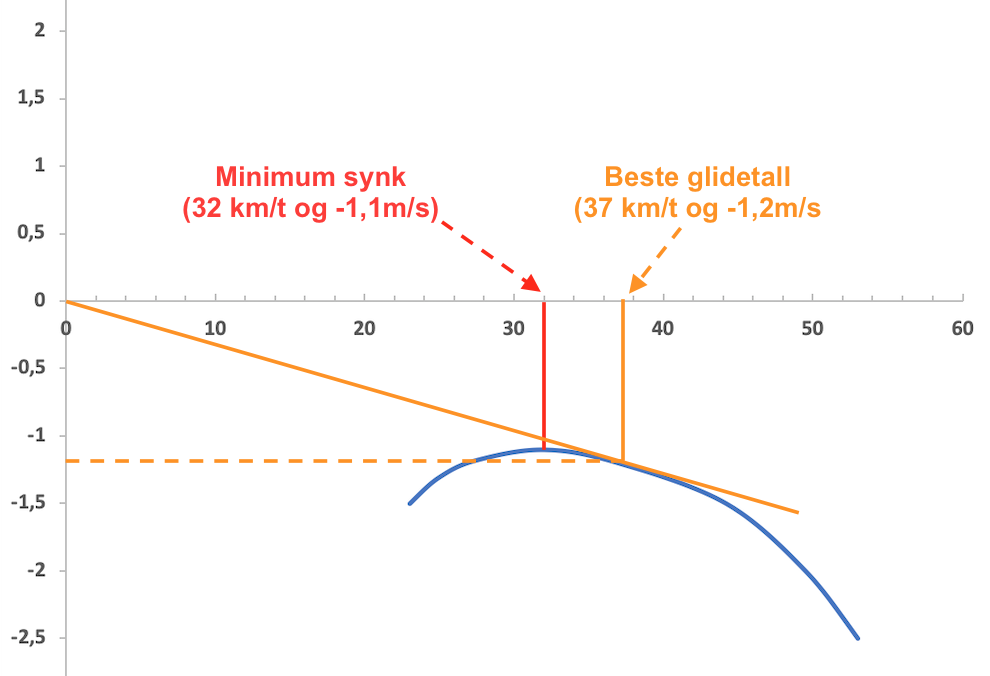 2
1,5
1
Minimum synk
(32 km/t og -1,1m/s)
Beste glidetall
(37 km/t og -1,2m/s
0,5
0
0 10 20 30 40 50 60
-0,5
-1
-1,5
-2
-2,5